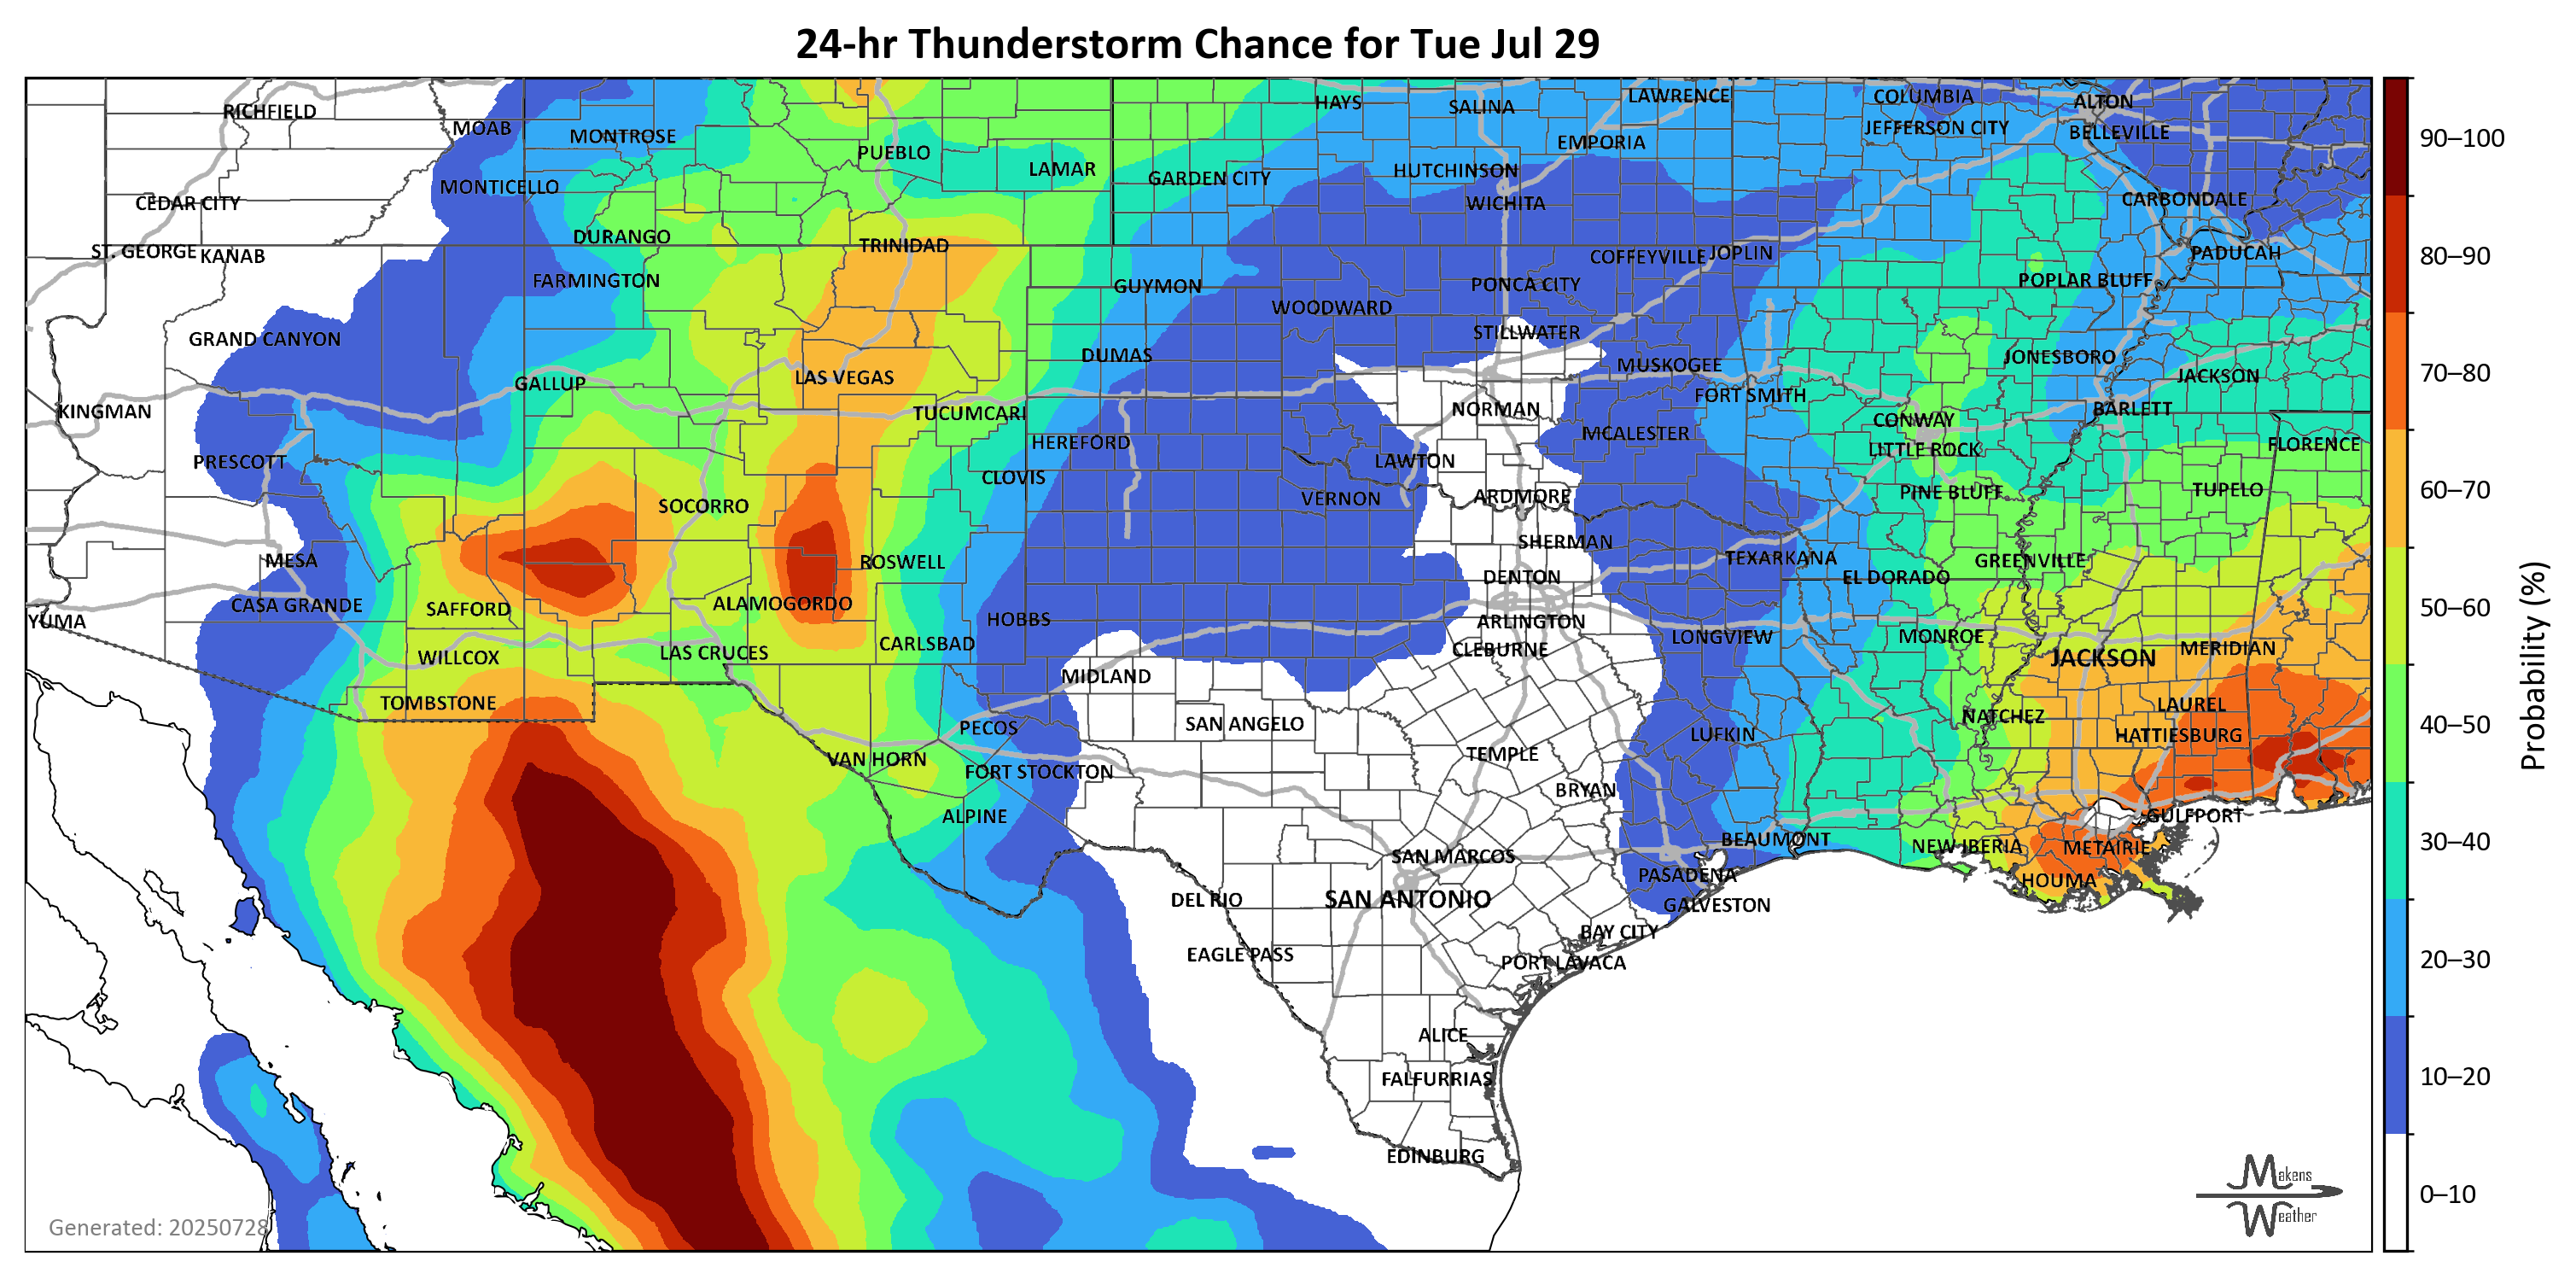 24-hr Thunderstorm Chance for Tue Jul 29
RICHFIELD
MOAB
MONTROSE
PUEBLO
LAMAR
HAYS
SALINA
LAWRENCE
COLUMBIA
ALTON
EMPORIA
JEFFERSON CITY
BELLEVILLE
90–100
CEDAR CITY
MONTICELLO
GARDEN CITY
HUTCHINSON
WICHITA
CARBONDALE
ST. GEORGE
KANAB
DURANGO
TRINIDAD
COFFEYVILLE
JOPLIN
PADUCAH
80–90
FARMINGTON
GUYMON
WOODWARD
PONCA CITY
POPLAR BLUFF
GRAND CANYON
DUMAS
STILLWATER
MUSKOGEE
JONESBORO
JACKSON
70–80
KINGMAN
GALLUP
LAS VEGAS
TUCUMCARI
NORMAN
FORT SMITH
CONWAY
BARLETT
PRESCOTT
HEREFORD
CLOVIS
LAWTON
MCALESTER
LITTLE ROCK
FLORENCE
SOCORRO
VERNON
ARDMORE
PINE BLUFF
TUPELO
60–70
MESA
ROSWELL
SHERMAN
TEXARKANA
GREENVILLE
YUMA
CASA GRANDE
SAFFORD
ALAMOGORDO
HOBBS
DENTON
ARLINGTON
EL DORADO
50–60
WILLCOX
LAS CRUCES
CARLSBAD
CLEBURNE
LONGVIEW
MONROE
JACKSON
MERIDIAN
Probability (%)
TOMBSTONE
MIDLAND
PECOS
SAN ANGELO
LUFKIN
NATCHEZ
LAUREL
HATTIESBURG
40–50
VAN HORN
FORT STOCKTON
TEMPLE
BRYAN
ALPINE
BEAUMONT
GULFPORT
NEW IBERIA
METAIRIE
30–40
SAN MARCOS
PASADENA
HOUMA
DEL RIO
SAN ANTONIO
GALVESTON
EAGLE PASS
BAY CITY
PORT LAVACA
20–30
ALICE
FALFURRIAS
10–20
EDINBURG
0–10
Makens
Weather
Generated: 20250728